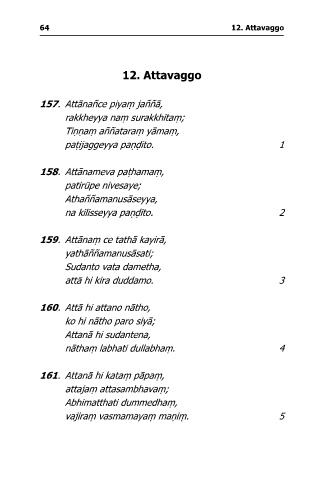 64 12. Attavaggo
12. Attavaggo
157. Attānañce piyaṃ jaññā,
rakkheyya naṃ surakkhitaṃ;
Tiṇṇaṃ aññataraṃ yāmaṃ,
paṭijaggeyya paṇḍito. 1
158. Attānameva paṭhamaṃ,
patirūpe nivesaye;
Athaññamanusāseyya,
na kilisseyya paṇḍito. 2
159. Attānaṃ ce tathā kayirā,
yathāññamanusāsati;
Sudanto vata dametha,
attā hi kira duddamo. 3
160. Attā hi attano nātho,
ko hi nātho paro siyā;
Attanā hi sudantena,
nāthaṃ labhati dullabhaṃ. 4
161. Attanā hi kataṃ pāpaṃ,
attajaṃ attasambhavaṃ;
Abhimatthati dummedhaṃ,
vajiraṃ vasmamayaṃ maṇiṃ. 5